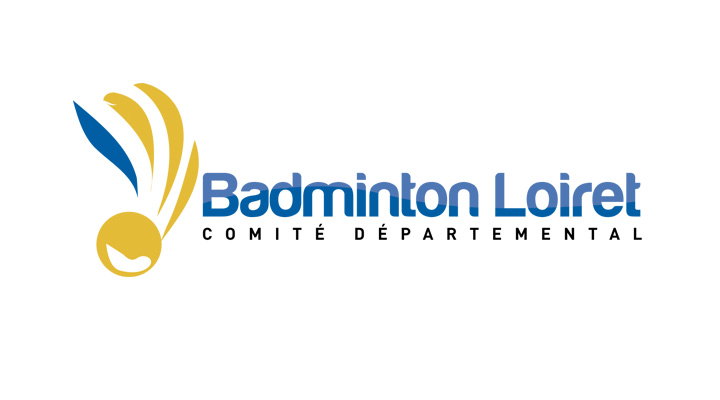 Badminton Loiret
COMITÉ DÉPARTEMENTAL